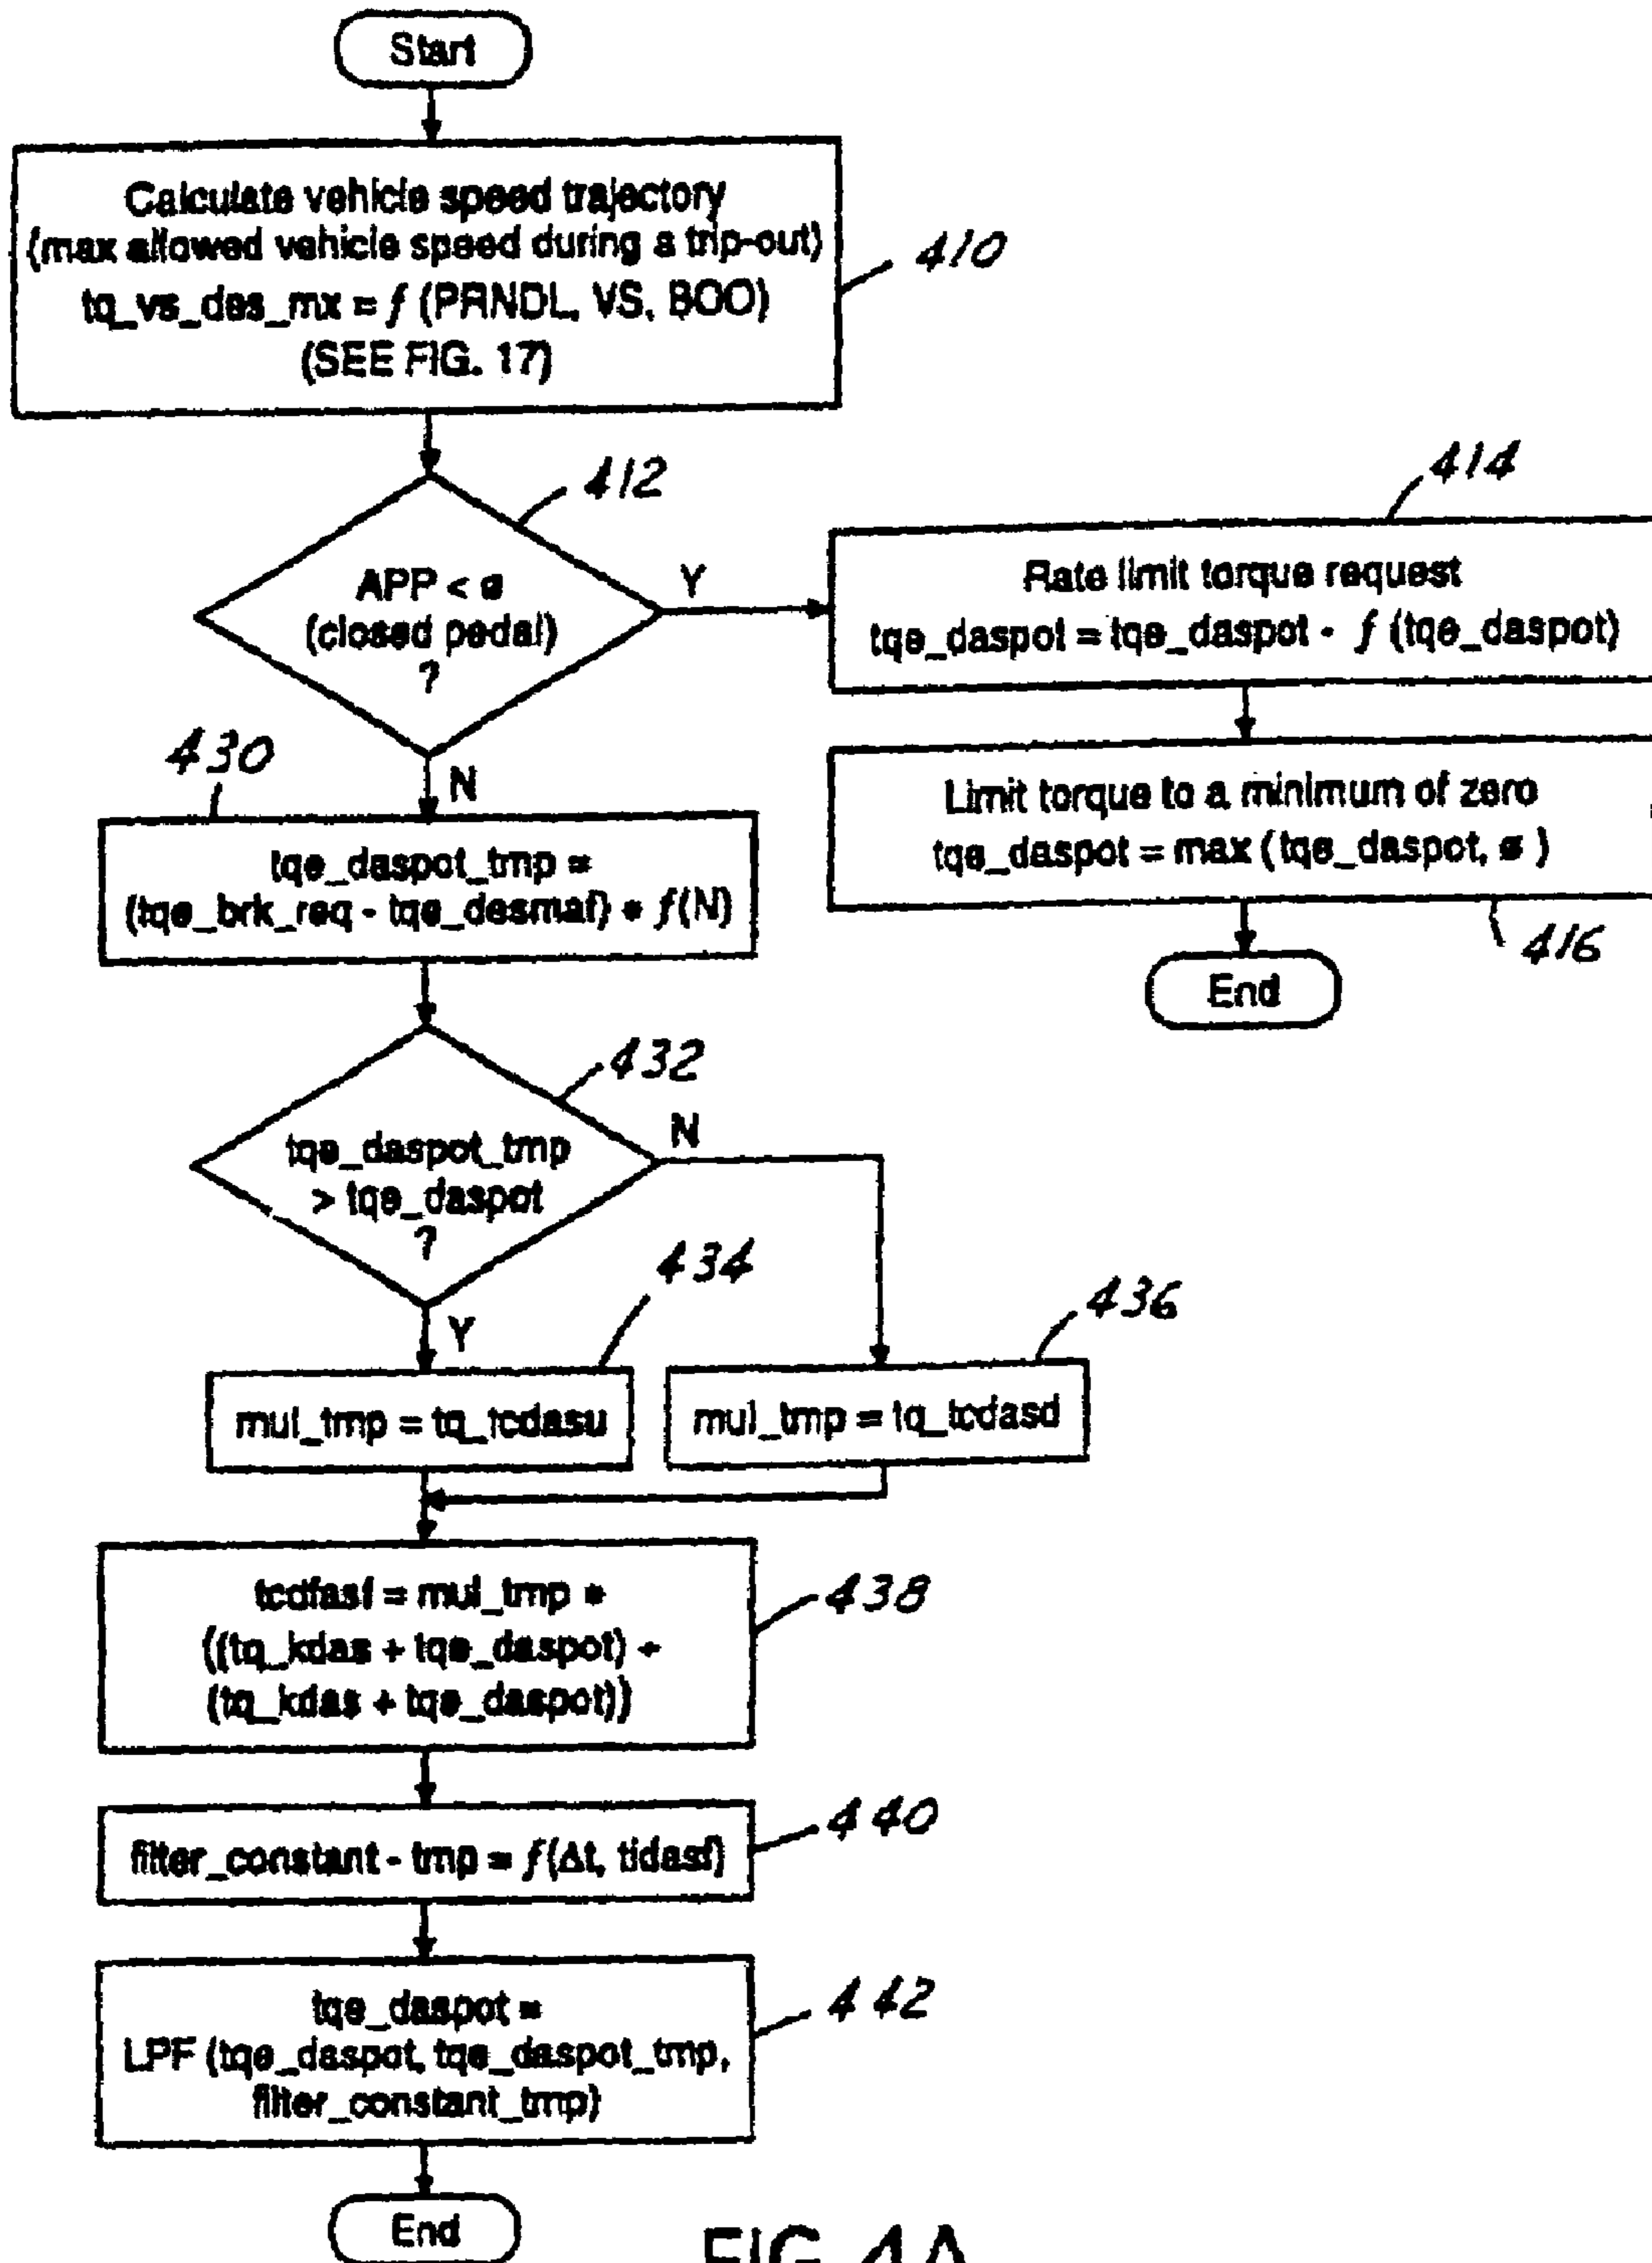 Start
Calculate vehicle speed trajectory
(max allowed vehicle speed during a trip-out)
tq_vs_des_mx = f (PRNDL, VS, BOO)
(SEE FIG. 17)
410
412
APP < ø
(closed pedal)
?
Y
414
Rate limit torque request
tqe_daspot = tqe_daspot - f (tqe_daspot)
Limit torque to a minimum of zero
tqe_daspot = max (tqe_daspot, ø )
416
End
N
430
tqe_daspot_tmp =
(tqe_brk_req - tqe_desmaf) * f(N)
432
tqe_daspot_tmp
> tqe_daspot
?
N
Y
434
mul_tmp = tq_tcdasu
436
mul_tmp = tq_tcdasd
tcdfasf = mul_tmp *
((tq_kdas + tqe_daspot) ÷
(tq_kdas + tqe_daspot))
438
filter_constant - tmp = f(Δt, tidasf)
440
tqe_daspot =
LPF (tqe_daspot, tqe_daspot_tmp,
filter_constant_tmp)
442
End
FIG. 4A